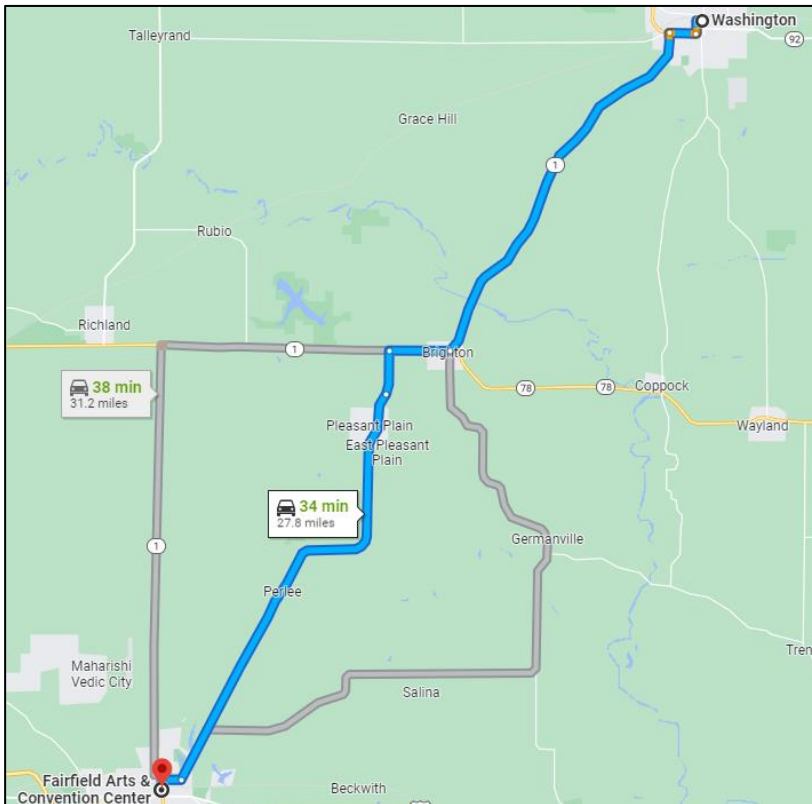 Washington
92
Talleyrand
Grace Hill
1
Rubio
Richland
1
Brighton
38 min
31.2 miles
78
78
Coppock
Pleasant Plain
East Pleasant
Plain
Wayland
34 min
27.8 miles
1
Germanville
Perlee
Maharishi
Vedic City
Tren
Salina
Fairfield Arts &
Convention Center
Beckwith